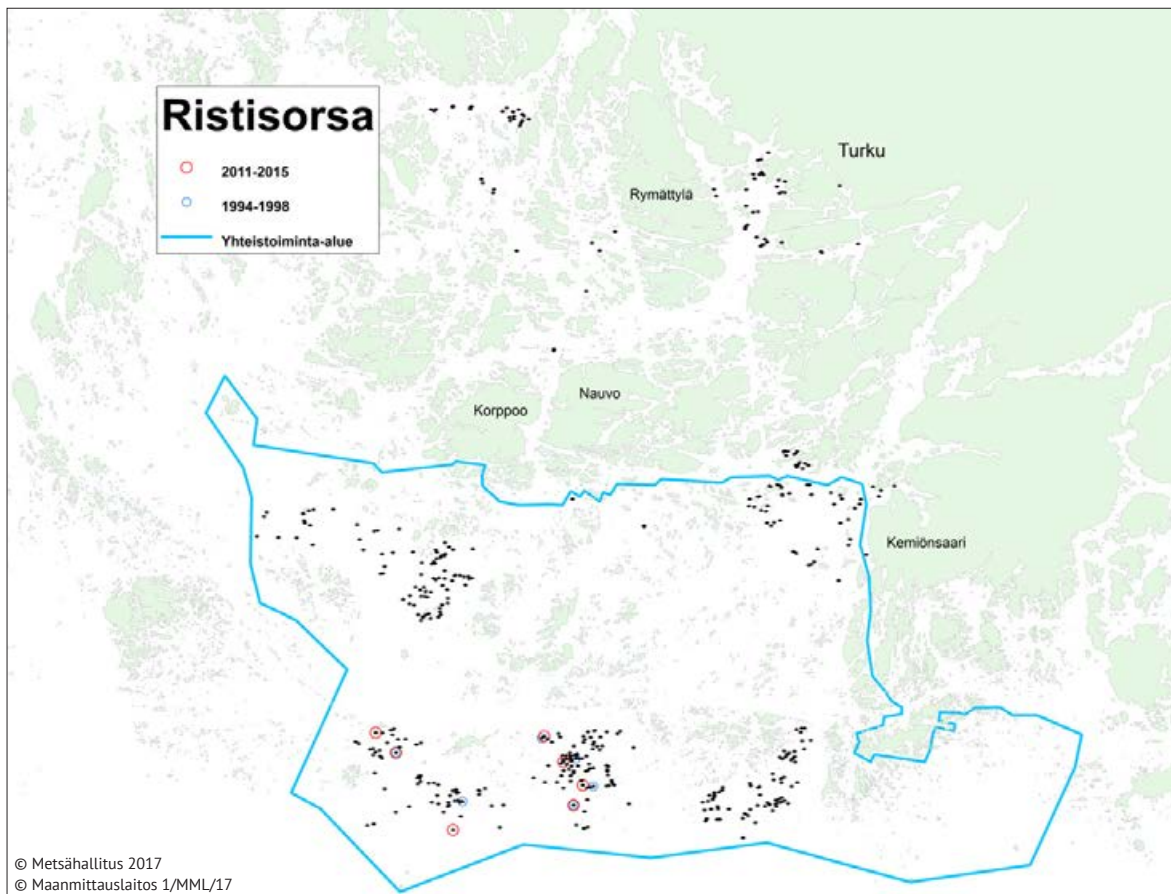 Ristisorsa
2011-2015
1994-1998
Yhteistoiminta-alue
Turku
Rymättylä
Nauvo
Korppoo
Kemiönsaari
© Metsähallitus 2017
© Maanmittauslaitos 1/MML/17